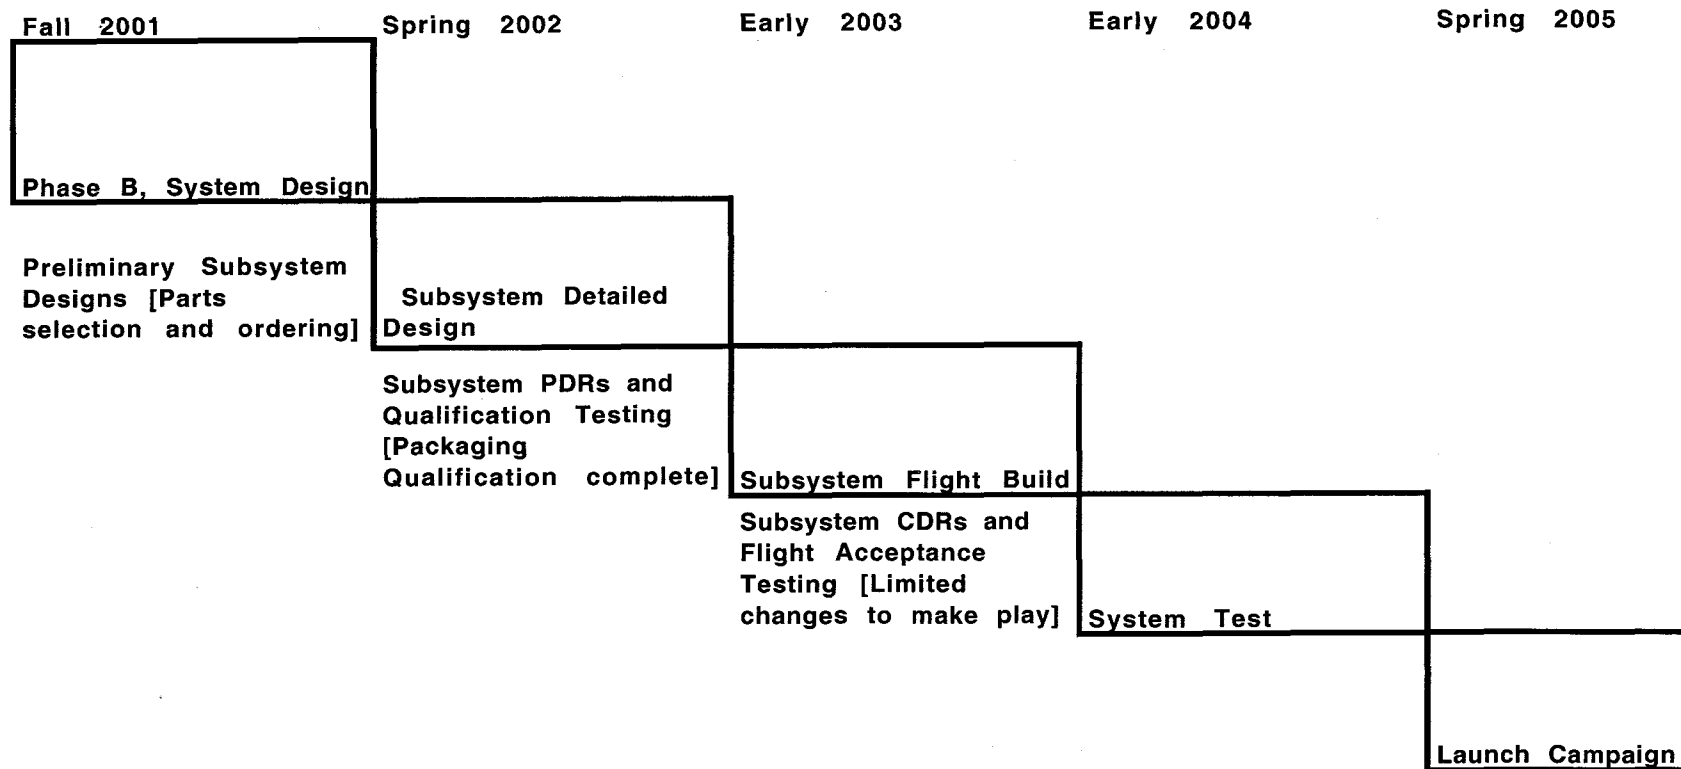 Fall 2001
Spring 2002
Early 2003
Early 2004
Spring 2005
Phase B, System Design
Preliminary Subsystem
Designs [Parts
selection and ordering]
Subsystem Detailed
Design
Subsystem PDRs and
Qualification Testing
[Packaging
Qualification complete]
Subsystem Flight Build
Subsystem CDRs and
Flight Acceptance
Testing [Limited
changes to make play]
System Test
Launch Campaign